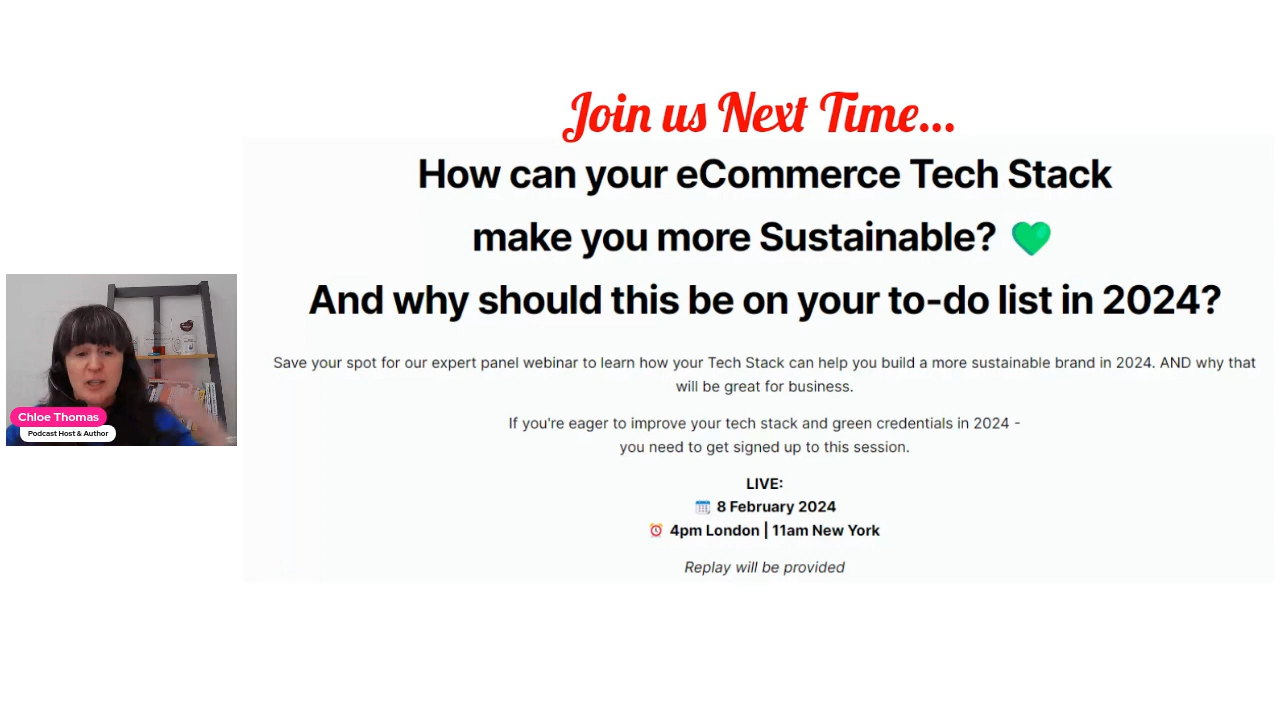 Join us Next Time...
How can your eCommerce Tech Stack
make you more Sustainable? 💚
And why should this be on your to-do list in 2024?
Save your spot for our expert panel webinar to learn how your Tech Stack can help you build a more sustainable brand in 2024. AND why that
will be great for business.
If you're eager to improve your tech stack and green credentials in 2024 -
you need to get signed up to this session.
LIVE:
🗓️ 8 February 2024
⏰ 4pm London | 11am New York
Replay will be provided
Chloe Thomas
Podcast Host & Author